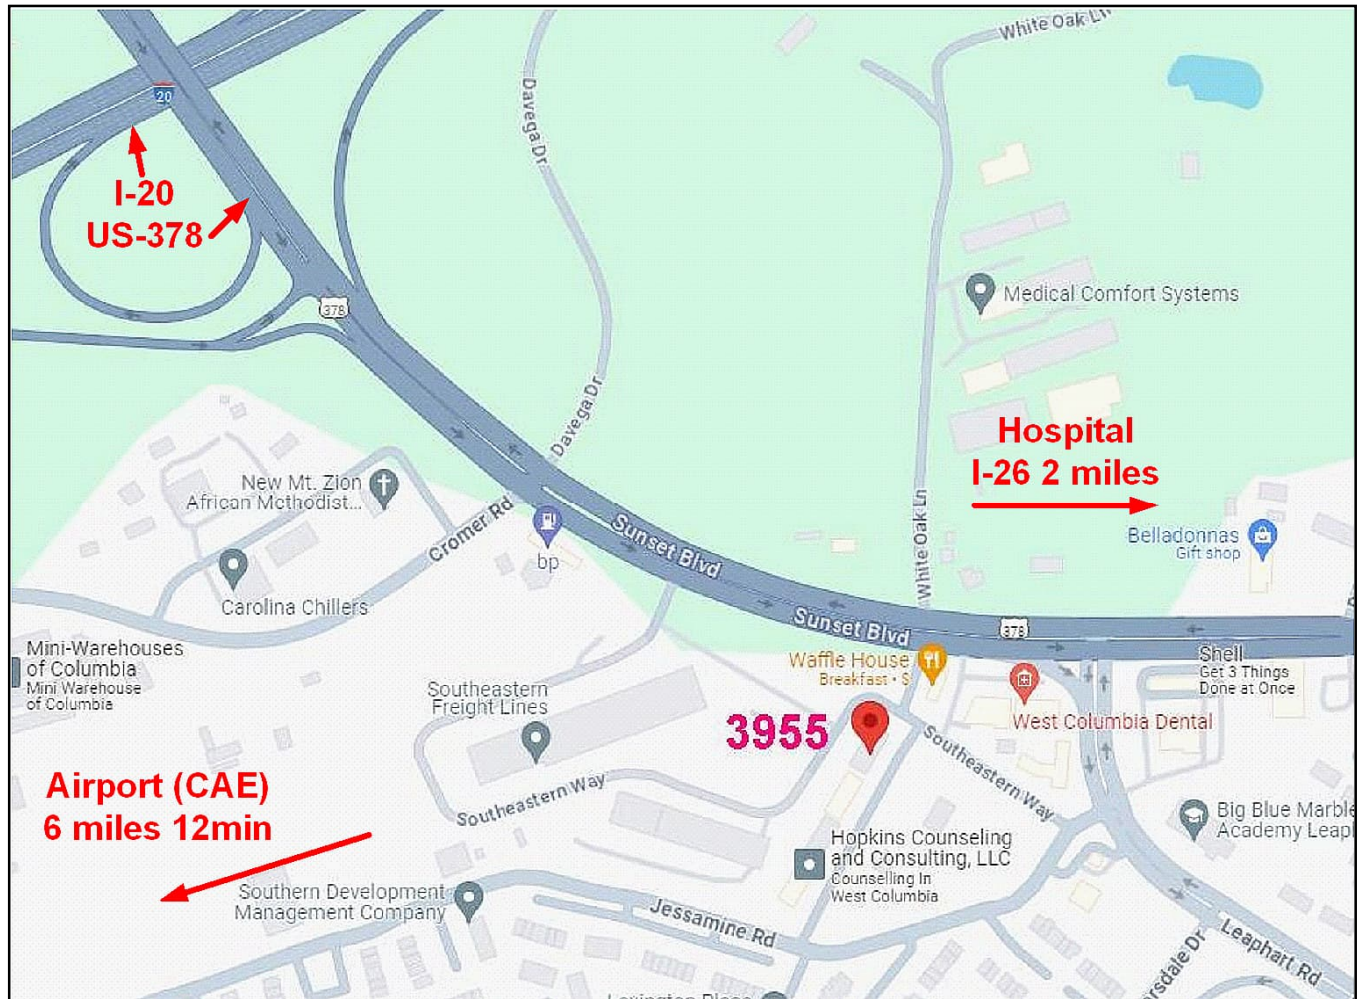 White Oak Ln
20
I-20
US-378
Davega Dr
378
Medical Comfort Systems
Davega Dr
Hospital
I-26 2 miles
New Mt. Zion
African Methodist...
Cromer Rd
bp
Sunset Blvd
White Oak Ln
Belladonnas
Gift shop
Carolina Chillers
Sunset Blvd
378
Mini-Warehouses
of Columbia
Mini Warehouse
of Columbia
Waffle House
Breakfast • $
Shell
Get 3 Things
Done at Once
Southeastern
Freight Lines
3955
West Columbia Dental
Southeastern Way
Airport (CAE)
6 miles 12min
Southeastern Way
Big Blue Marble
Academy Leap
Hopkins Counseling
and Consulting, LLC
Counselling in
West Columbia
Southern Development
Management Company
Jessamine Rd
Leaphart Rd
rsdale Dr